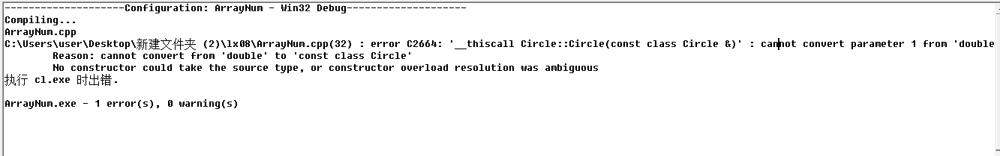 --------------------Configuration: ArrayNum - Win32 Debug--------------------
Compiling...
ArrayNum.cpp
C:\Users\user\Desktop\新建文件夹 (2)\lx08\ArrayNum.cpp(32) : error C2664: '__thiscall Circle::Circle(const class Circle &)' : cannot convert parameter 1 from 'double
Reason: cannot convert from 'double' to 'const class Circle'
No constructor could take the source type, or constructor overload resolution was ambiguous
执行 cl.exe 时出错.
ArrayNum.exe - 1 error(s), 0 warning(s)